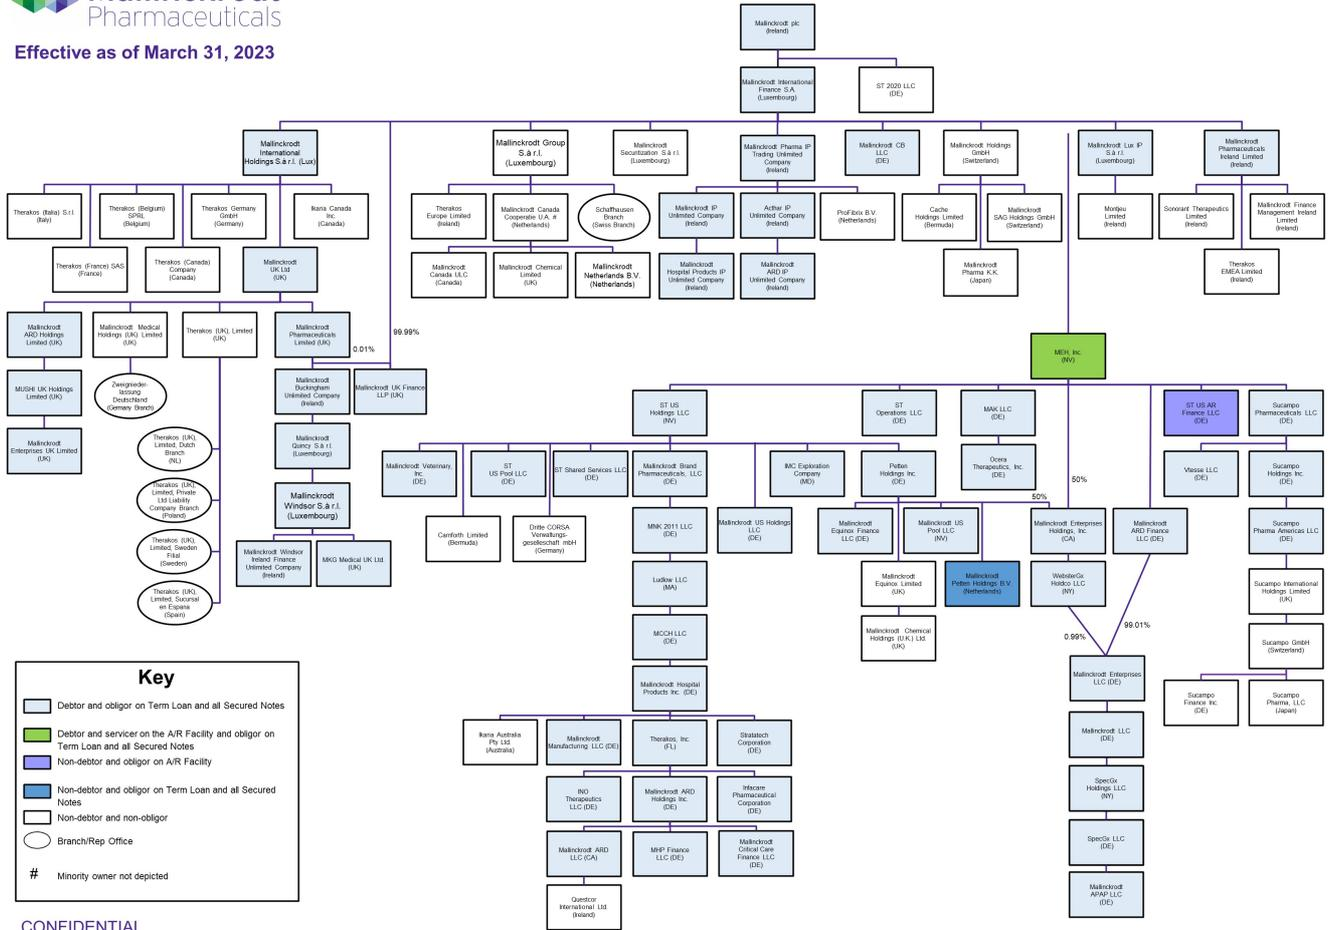 Pharmaceuticals
Effective as of March 31, 2023
Mallinckrodt plc
(Ireland)
Mallinckrodt International
Finance S.A.
(Luxembourg)
ST 2020 LLC
(DE)
Mallinckrodt
International
Holdings S.à r.l. (Lux)
Mallinckrodt Group
S.à r.l.
(Luxembourg)
Mallinckrodt
Securitization S.à r.l.
(Luxembourg)
Mallinckrodt Pharma IP
Trading Unlimited
Company
(Ireland)
Mallinckrodt CB
LLC
(DE)
Mallinckrodt Holdings
GmbH
(Switzerland)
Mallinckrodt Lux IP
S.à r.l.
(Luxembourg)
Mallinckrodt
Pharmaceuticals
Ireland Limited
(Ireland)
Therakos (Italia) S.r.l.
(Italy)
Therakos (Belgium)
SPRL
(Belgium)
Therakos Germany
GmbH
(Germany)
Ikaria Canada
Inc.
(Canada)
Therakos
Europe Limited
(Ireland)
Mallinckrodt Canada
Cooperatie U.A. #
(Netherlands)
Schaffhausen
Branch
(Swiss Branch)
Mallinckrodt IP
Unlimited Company
(Ireland)
Acthar IP
Unlimited Company
(Ireland)
ProFibrix B.V.
(Netherlands)
Cache
Holdings Limited
(Bermuda)
Mallinckrodt
SAG Holdings GmbH
(Switzerland)
Montjeu
Limited
(Ireland)
Sonorant Therapeutics
Limited
(Ireland)
Mallinckrodt Finance
Management Ireland
Limited
(Ireland)
Therakos (France) SAS
(France)
Therakos (Canada)
Company
(Canada)
Mallinckrodt
UK Ltd
(UK)
Mallinckrodt
Canada ULC
(Canada)
Mallinckrodt Chemical
Limited
(UK)
Mallinckrodt
Netherlands B.V.
(Netherlands)
Mallinckrodt
Hospital Products IP
Unlimited Company
(Ireland)
Mallinckrodt
ARD IP
Unlimited Company
(Ireland)
Mallinckrodt
Pharma K.K.
(Japan)
Therakos
EMEA Limited
(Ireland)
Mallinckrodt
ARD Holdings
Limited (UK)
Mallinckrodt Medical
Holdings (UK) Limited
(UK)
Therakos (UK), Limited
(UK)
Mallinckrodt
Pharmaceuticals
Limited (UK)
0.01%
99.99%
MEH, Inc.
(NV)
MUSHI UK Holdings
Limited (UK)
Zweignieder-
lassung
Deutschland
(Germany Branch)
Mallinckrodt
Buckingham
Unlimited Company
(Ireland)
Mallinckrodt UK Finance
LLP (UK)
Mallinckrodt
Enterprises UK Limited
(UK)
Therakos (UK),
Limited, Dutch
Branch
(NL)
Mallinckrodt
Quincy S.à r.l.
(Luxembourg)
Therakos (UK),
Limited, Private
Ltd Liability
Company Branch
(Poland)
Mallinckrodt
Windsor S.à r.l.
(Luxembourg)
Therakos (UK),
Limited, Sweden
Filial
(Sweden)
Mallinckrodt Windsor
Ireland Finance
Unlimited Company
(Ireland)
MKG Medical UK Ltd.
(UK)
Therakos (UK),
Limited, Sucursal
en Espana
(Spain)
ST US
Holdings LLC
(NV)
ST
Operations LLC
(DE)
MAK LLC
(DE)
ST US AR
Finance LLC
(DE)
Sucampo
Pharmaceuticals LLC
(DE)
Mallinckrodt Veterinary,
Inc.
(DE)
ST
US Pool LLC
(DE)
ST Shared Services LLC
(DE)
Mallinckrodt Brand
Pharmaceuticals, LLC
(DE)
IMC Exploration
Company
(MD)
Petten
Holdings Inc.
(DE)
Ocera
Therapeutics, Inc.
(DE)
50%
50%
Vtesse LLC
(DE)
Sucampo
Holdings Inc.
(DE)
Carnforth Limited
(Bermuda)
Dritte CORSA
Verwaltungs-
geselleschaft mbH
(Germany)
MNK 2011 LLC
(DE)
Mallinckrodt US Holdings
LLC
(DE)
Mallinckrodt
Equinox Finance
LLC (DE)
Mallinckrodt US
Pool LLC
(NV)
Mallinckrodt Enterprises
Holdings, Inc.
(CA)
Mallinckrodt
ARD Finance
LLC (DE)
Sucampo
Pharma Americas LLC
(DE)
Ludlow LLC
(MA)
Mallinckrodt
Equinox Limited
(UK)
Mallinckrodt
Petten Holdings B.V.
(Netherlands)
WebsterGx
Holdco LLC
(NY)
Sucampo International
Holdings Limited
(UK)
MCCH LLC
(DE)
Mallinckrodt Chemical
Holdings (U.K.) Ltd.
(UK)
0.99%
99.01%
Sucampo GmbH
(Switzerland)
Mallinckrodt Hospital
Products Inc. (DE)
Mallinckrodt Enterprises
LLC (DE)
Sucampo
Finance Inc.
(DE)
Sucampo
Pharma, LLC
(Japan)
Ikaria Australia
Pty Ltd.
(Australia)
Mallinckrodt
Manufacturing LLC (DE)
Therakos, Inc.
(FL)
Stratatech
Corporation
(DE)
Mallinckrodt LLC
(DE)
INO
Therapeutics
LLC (DE)
Mallinckrodt ARD
Holdings Inc.
(DE)
Infacare
Pharmaceutical
Corporation
(DE)
SpecGx
Holdings LLC
(NY)
Mallinckrodt ARD
LLC (CA)
MHP Finance
LLC (DE)
Mallinckrodt
Critical Care
Finance LLC
(DE)
SpecGx LLC
(DE)
Questcor
International Ltd.
(Ireland)
Mallinckrodt
APAP LLC
(DE)
Key
Debtor and obligor on Term Loan and all Secured Notes
Debtor and servicer on the A/R Facility and obligor on
Term Loan and all Secured Notes
Non-debtor and obligor on A/R Facility
Non-debtor and obligor on Term Loan and all Secured
Notes
Non-debtor and non-obligor
Branch/Rep Office
# Minority owner not depicted
CONFIDENTIAL